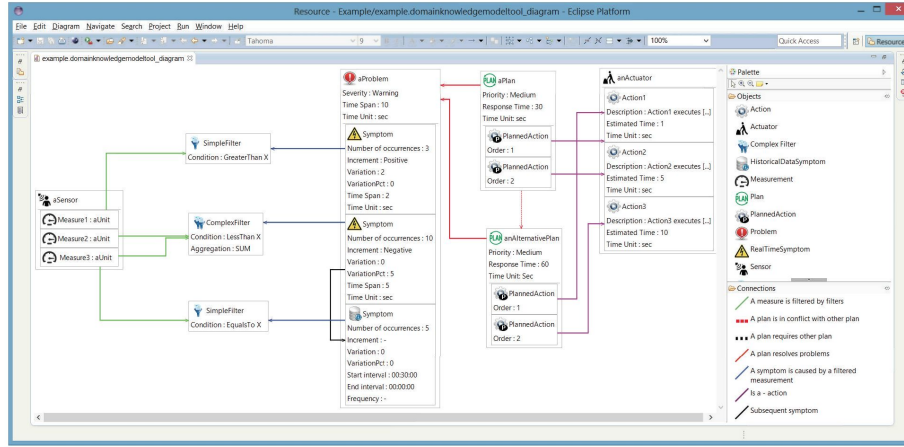 Resource - Example/example.domainknowledgemodeltool_diagram - Eclipse Platform
File Edit Diagram Navigate Search Project Run Window Help
Tahoma 9 100% Quick Access Resource
example.domainknowledgemodeltool_diagram
aSensor
Measure1 : aUnit
Measure2 : aUnit
Measure3 : aUnit
SimpleFilter
Condition : GreaterThan X
ComplexFilter
Condition : LessThan X
Aggregation : SUM
SimpleFilter
Condition : EqualsTo X
aProblem
Severity : Warning
Time Span : 10
Time Unit : sec
Symptom
Number of occurrences : 3
Increment : Positive
Variation : 2
VariationPct : 0
Time Span : 2
Time Unit : sec
Symptom
Number of occurrences : 10
Increment : Negative
Variation : 0
VariationPct : 5
Time Span : 5
Time Unit : sec
Symptom
Number of occurrences : 5
Increment : -
Variation : 0
VariationPct : 0
Start interval : 00:30:00
End interval : 00:00:00
Frequency : -
PLAN aPlan
Priority : Medium
Response Time : 30
Time Unit: sec
PlannedAction
Order : 1
PlannedAction
Order : 2
PLAN anAlternativePlan
Priority : Medium
Response Time : 60
Time Unit: Sec
PlannedAction
Order : 1
PlannedAction
Order : 2
anActuator
Action1
Description : Action1 executes [...]
Estimated Time : 1
Time Unit : sec
Action2
Description : Action2 executes [...]
Estimated Time : 5
Time Unit : sec
Action3
Description : Action3 executes [...]
Estimated Time : 10
Time Unit : sec
Palette
Objects
Action
Actuator
Complex Filter
HistoricalDataSymptom
Measurement
PLAN Plan
PlannedAction
Problem
RealTimeSymptom
Sensor
Connections
A measure is filtered by filters
A plan is in conflict with other plan
A plan requires other plan
A plan resolves problems
A symptom is caused by a filtered
measurement
Is a - action
Subsequent symptom